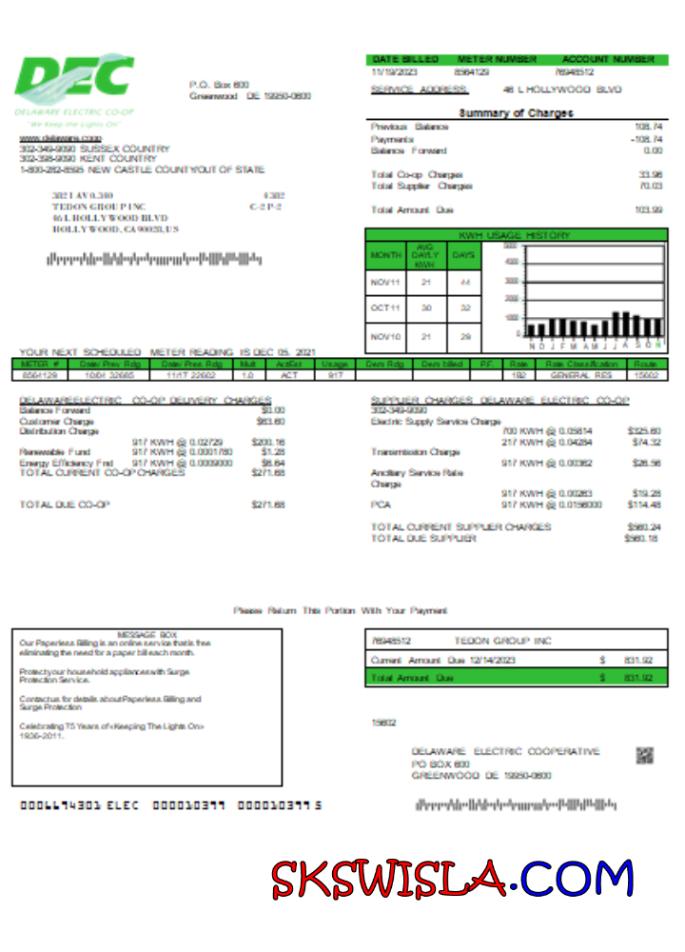 DEC
DELAWARE ELECTRIC CO-OP
"We Keep the Lights On"
P.O. Box 600
Greenwood DE 19950-0600
www.delaware.coop
302-349-9090 SUSSEX COUNTRY
302-398-9090 KENT COUNTRY
1-800-282-8595 NEW CASTLE COUNTY/OUT OF STATE
3821 AV 0.380
TEDON GROUP INC
46 L HOLLYWOOD BLVD
HOLLYWOOD, CA 90028, US
4382
C-2 P-2
DATE BILLED METER NUMBER ACCOUNT NUMBER
11/19/2023 8564129 76948512
SERVICE ADDRESS 46 L HOLLYWOOD BLVD
Summary of Charges
Previous Balance 108.74
Payments -108.74
Balance Forward 0.00
Total Co-op Charges 33.96
Total Supplier Charges 70.03
Total Amount Due 103.99
KWH USAGE HISTORY
MONTH AVG DAYLY KWH DAYS
NOV 11 21 44
OCT 11 30 32
NOV 10 21 29
5000
4000
3000
2000
1000
0
N D J F M A M J J A S O N
YOUR NEXT SCHEDULED METER READING IS DEC 05, 2021
METER # Date/ Prev Rdg Date/ Pres Rdg Mult Act/Est Usage Dem Rdg Dem billed P.F. Rate Rate Classification Route
8564129 10/04 32685 11/17 22602 1.0 ACT 917 182 GENERAL RES 15602
DELAWAREELECTRIC CO-OP DELIVERY CHARGES
Balance Forward $0.00
Customer Charge $63.60
Distribution Charge
917 KWH @ 0.02729 $200.16
Renewable Fund 917 KWH @ 0.0001780 $1.28
Energy Efficiency Fnd 917 KWH @ 0.0009000 $6.64
TOTAL CURRENT CO-OP CHARGES $271.68
TOTAL DUE CO-OP $271.68
SUPPLIER CHARGES DELAWARE ELECTRIC CO-OP
302-349-9090
Electric Supply Service Charge
700 KWH @ 0.05814 $325.60
217 KWH @ 0.04284 $74.32
Transmission Charge
917 KWH @ 0.00362 $26.56
Ancillary Service Rate
Charge
917 KWH @ 0.00263 $19.28
PCA 917 KWH @ 0.0156000 $114.48
TOTAL CURRENT SUPPLIER CHARGES $560.24
TOTAL DUE SUPPLIER $560.18
Please Return This Portion With Your Payment
MESSAGE BOX
Our Paperless Billing is an online service that is free
eliminating the need for a paper bill each month.
Protect your household appliances with Surge
Protection Service.
Contact us for details about Paperless Billing and
Surge Protection
Celebrating 75 Years of «Keeping The Lights On»
1936-2011.
76948512 TEDON GROUP INC
Current Amount Due 12/14/2023 $ 831.92
Total Amount Due $ 831.92
15602
DELAWARE ELECTRIC COOPERATIVE
PO BOX 600
GREENWOOD DE 19950-0600
0006694301 ELEC 000010399 000010399 5
SKSWISLA.COM